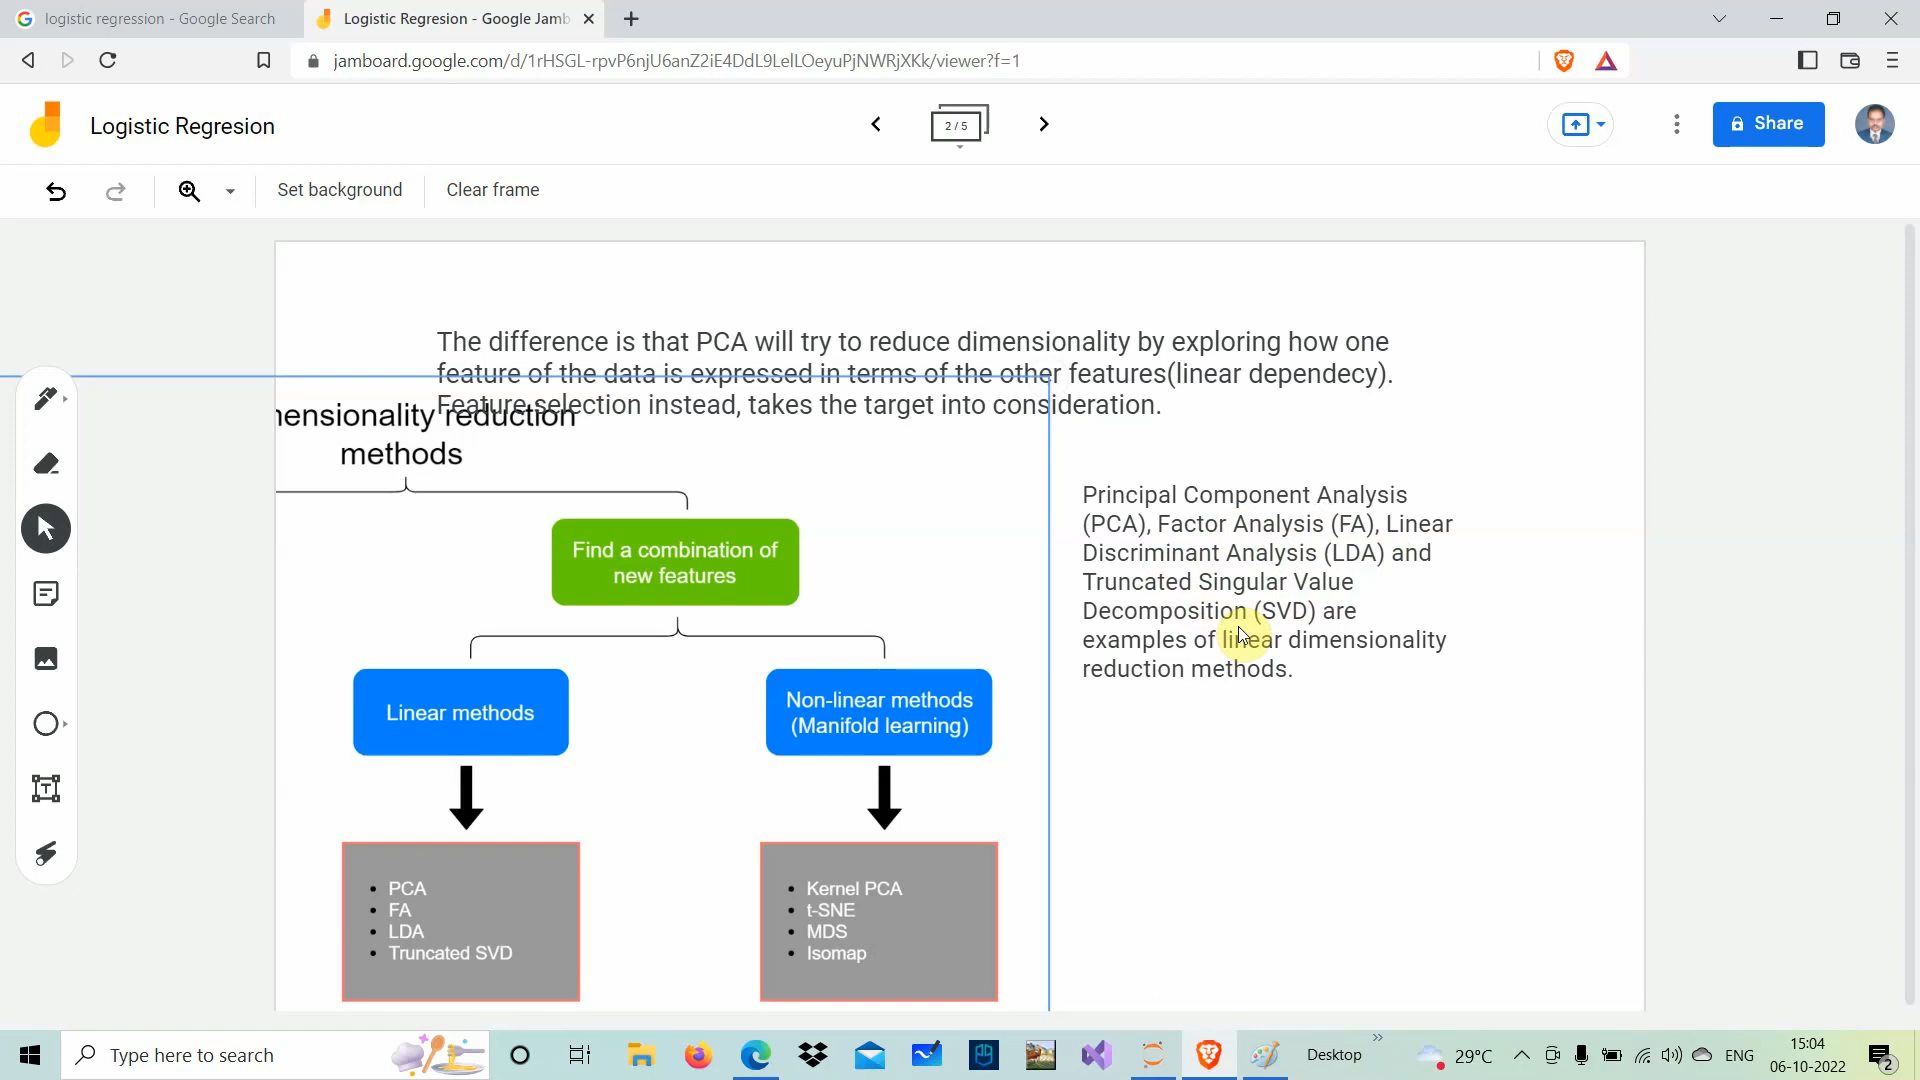 logistic regression - Google Search
Logistic Regresion - Google Jamb
jamboard.google.com/d/1rHSGL-rpvP6njU6anZ2iE4DdL9LelLOeyuPjNWRjXKk/viewer?f=1
Logistic Regresion
2 / 5
Share
Set background
Clear frame
The difference is that PCA will try to reduce dimensionality by exploring how one
feature of the data is expressed in terms of the other features(linear dependecy).
Feature selection instead, takes the target into consideration.
nensionality reduction
methods
Find a combination of
new features
Linear methods
Non-linear methods
(Manifold learning)
• PCA
• FA
• LDA
• Truncated SVD
• Kernel PCA
• t-SNE
• MDS
• Isomap
Principal Component Analysis
(PCA), Factor Analysis (FA), Linear
Discriminant Analysis (LDA) and
Truncated Singular Value
Decomposition (SVD) are
examples of linear dimensionality
reduction methods.
Type here to search
Desktop
29°C
ENG
15:04
06-10-2022
2